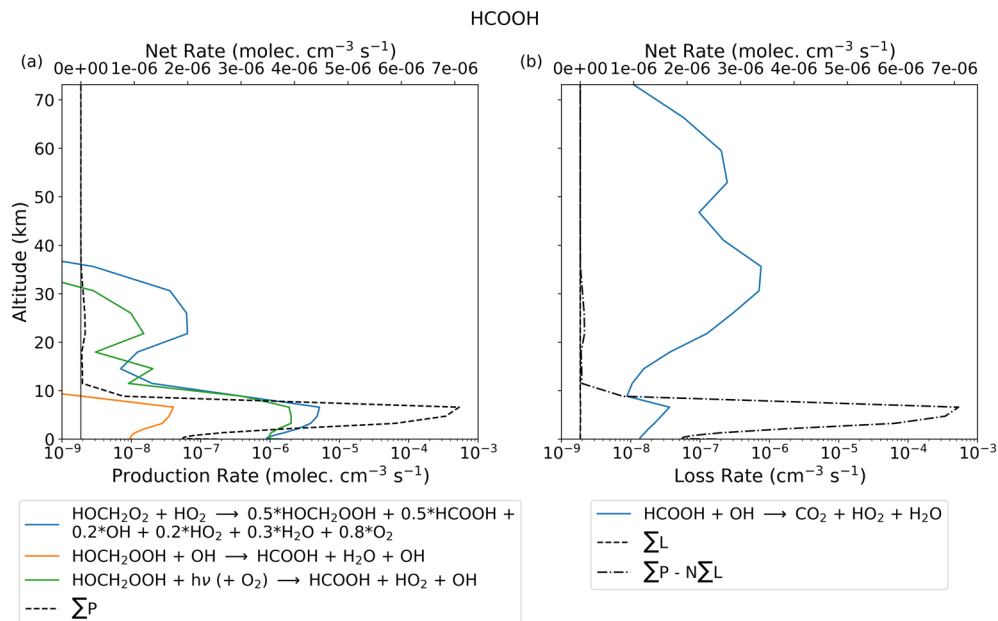 HCOOH
(a)
Net Rate (molec. cm⁻³ s⁻¹)
0e+00 1e-06 2e-06 3e-06 4e-06 5e-06 6e-06 7e-06
Altitude (km)
70
60
50
40
30
20
10
0
10⁻⁹ 10⁻⁸ 10⁻⁷ 10⁻⁶ 10⁻⁵ 10⁻⁴ 10⁻³
Production Rate (molec. cm⁻³ s⁻¹)
HOCH₂O₂ + HO₂ ⟶ 0.5*HOCH₂OOH + 0.5*HCOOH +
0.2*OH + 0.2*HO₂ + 0.3*H₂O + 0.8*O₂
HOCH₂OOH + OH ⟶ HCOOH + H₂O + OH
HOCH₂OOH + hν (+ O₂) ⟶ HCOOH + HO₂ + OH
∑P
(b)
Net Rate (molec. cm⁻³ s⁻¹)
0e+00 1e-06 2e-06 3e-06 4e-06 5e-06 6e-06 7e-06
10⁻⁹ 10⁻⁸ 10⁻⁷ 10⁻⁶ 10⁻⁵ 10⁻⁴ 10⁻³
Loss Rate (cm⁻³ s⁻¹)
HCOOH + OH ⟶ CO₂ + HO₂ + H₂O
∑L
∑P - N∑L